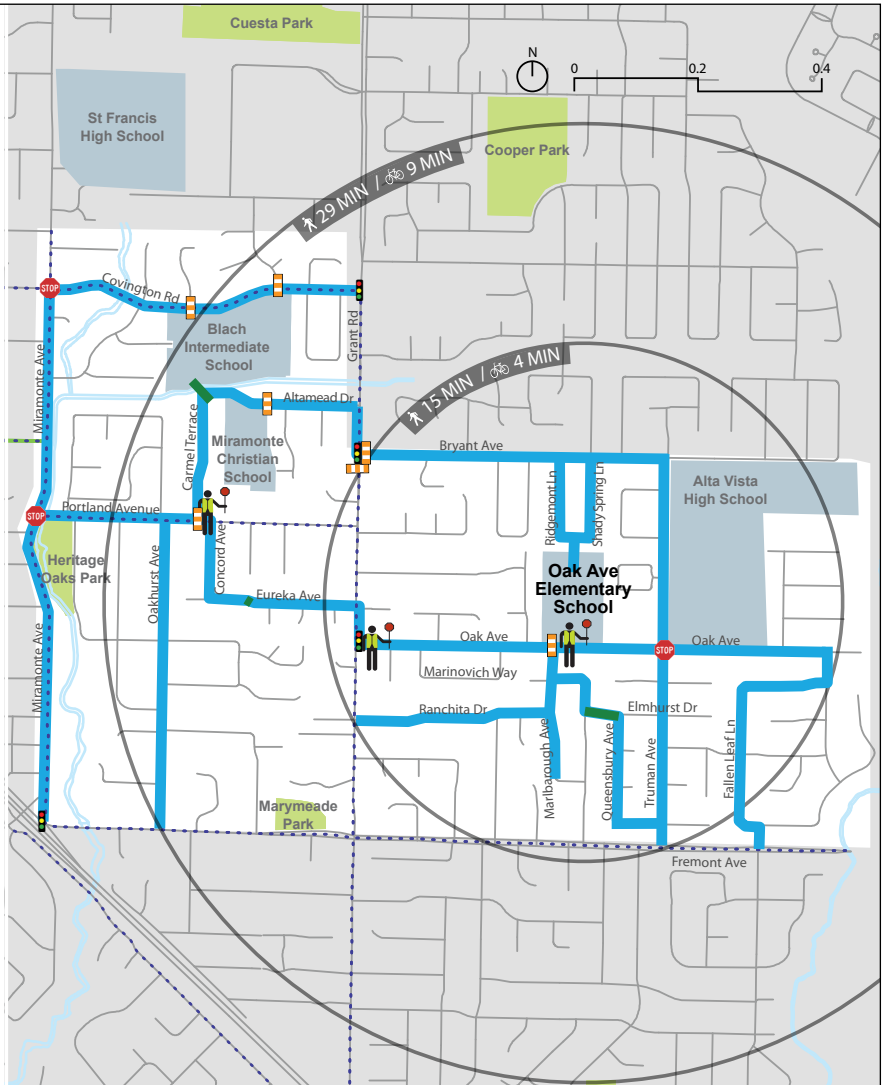 Cuesta Park
N
0
0.2
0.4
St Francis
High School
Cooper Park
29 MIN / 9 MIN
STOP
Covington Rd
Blach
Intermediate
School
Grant Rd
Miramonte Ave
15 MIN / 4 MIN
Altamead Dr
Carmel Terrace
Miramonte
Christian
School
Bryant Ave
Ridgemont Ln
Shady Spring Ln
Alta Vista
High School
STOP
Portland Avenue
Heritage
Oaks Park
Oakhurst Ave
Concord Ave
Eureka Ave
Oak Ave
Elementary
School
Oak Ave
STOP
Oak Ave
Marinovich Way
Miramonte Ave
Ranchita Dr
Elmhurst Dr
Marlbarough Ave
Queensbury Ave
Truman Ave
Fallen Leaf Ln
Marymeade
Park
Fremont Ave